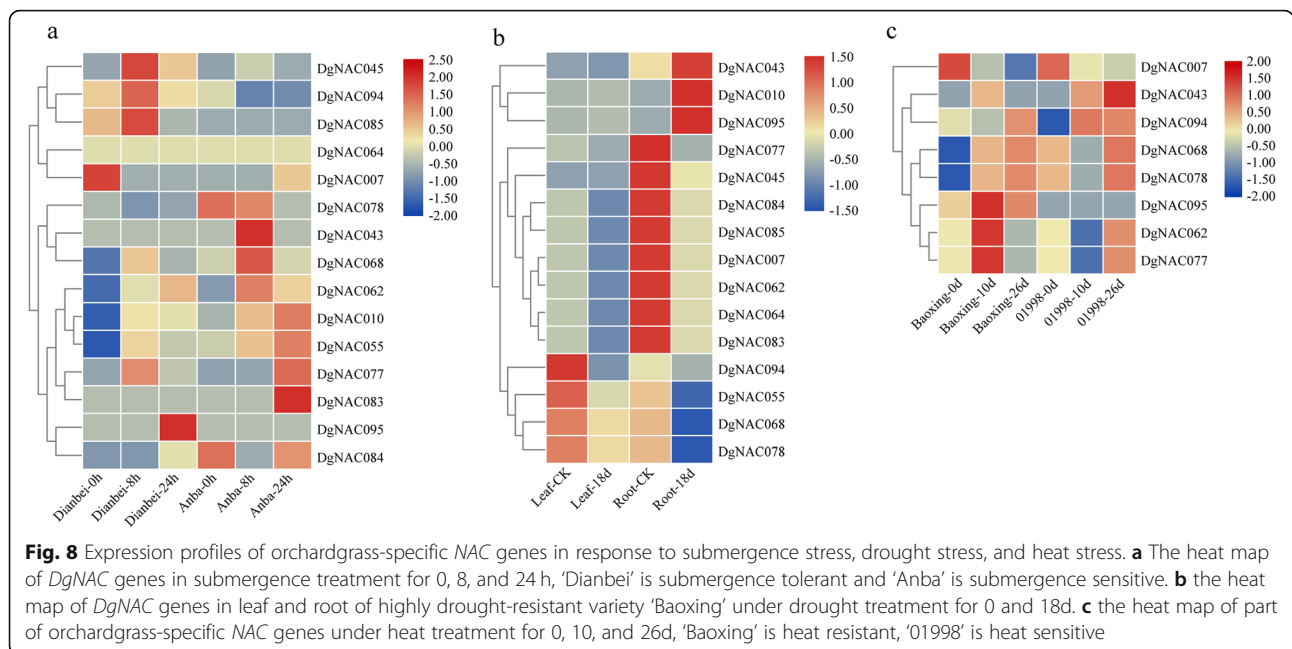 a
DgNAC045
DgNAC094
DgNAC085
DgNAC064
DgNAC007
DgNAC078
DgNAC043
DgNAC068
DgNAC062
DgNAC010
DgNAC055
DgNAC077
DgNAC083
DgNAC095
DgNAC084
Dianbei-0h
Dianbei-8h
Dianbei-24h
Anba-0h
Anba-8h
Anba-24h
2.50
2.00
1.50
1.00
0.50
0.00
-0.50
-1.00
-1.50
-2.00
b
DgNAC043
DgNAC010
DgNAC095
DgNAC077
DgNAC045
DgNAC084
DgNAC085
DgNAC007
DgNAC062
DgNAC064
DgNAC083
DgNAC094
DgNAC055
DgNAC068
DgNAC078
Leaf-CK
Leaf-18d
Root-CK
Root-18d
1.50
1.00
0.50
0.00
-0.50
-1.00
-1.50
c
DgNAC007
DgNAC043
DgNAC094
DgNAC068
DgNAC078
DgNAC095
DgNAC062
DgNAC077
Baoxing-0d
Baoxing-10d
Baoxing-26d
01998-0d
01998-10d
01998-26d
2.00
1.50
1.00
0.50
0.00
-0.50
-1.00
-1.50
-2.00
Fig. 8 Expression profiles of orchardgrass-specific NAC genes in response to submergence stress, drought stress, and heat stress. a The heat map
of DgNAC genes in submergence treatment for 0, 8, and 24 h, ‘Dianbei’ is submergence tolerant and ‘Anba’ is submergence sensitive. b the heat
map of DgNAC genes in leaf and root of highly drought-resistant variety ‘Baoxing’ under drought treatment for 0 and 18d. c the heat map of part
of orchardgrass-specific NAC genes under heat treatment for 0, 10, and 26d, ‘Baoxing’ is heat resistant, ‘01998’ is heat sensitive